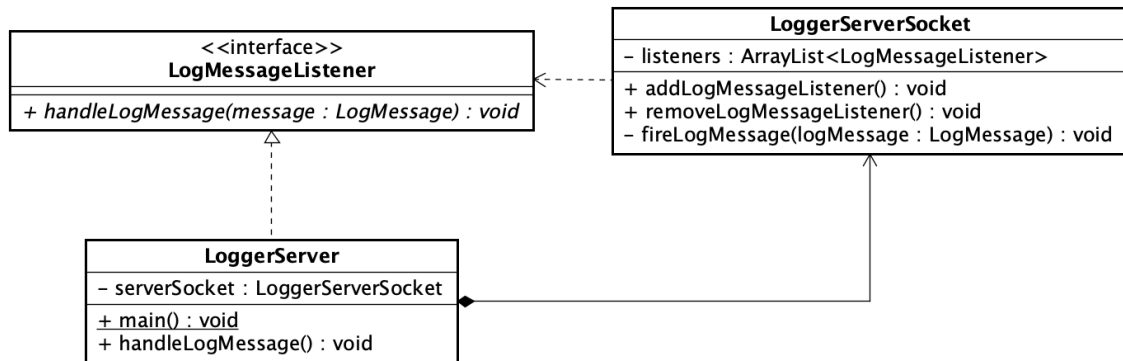 <<interface>>
LogMessageListener
+ handleLogMessage(message : LogMessage) : void
LoggerServerSocket
– listeners : ArrayList<LogMessageListener>
+ addLogMessageListener() : void
+ removeLogMessageListener() : void
– fireLogMessage(logMessage : LogMessage) : void
LoggerServer
– serverSocket : LoggerServerSocket
+ main() : void
+ handleLogMessage() : void